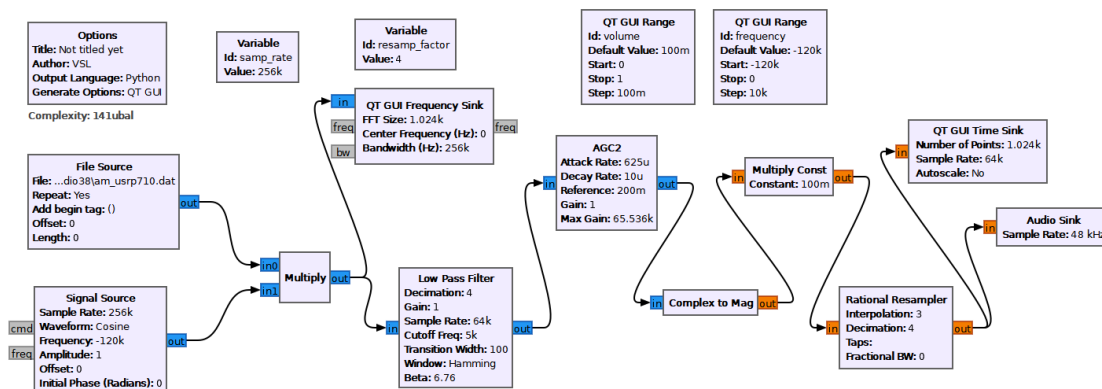 Options
Title: Not titled yet
Author: VSL
Output Language: Python
Generate Options: QT GUI
Complexity: 141ubal
Variable
Id: samp_rate
Value: 256k
Variable
Id: resamp_factor
Value: 4
QT GUI Range
Id: volume
Default Value: 100m
Start: 0
Stop: 1
Step: 100m
QT GUI Range
Id: frequency
Default Value: -120k
Start: -120k
Stop: 0
Step: 10k
File Source
File: ...dio38\am_usrp710.dat
Repeat: Yes
Add begin tag: ()
Offset: 0
Length: 0
out
cmd
freq
Signal Source
Sample Rate: 256k
Waveform: Cosine
Frequency: -120k
Amplitude: 1
Offset: 0
Initial Phase (Radians): 0
out
in0
in1
Multiply
out
in
freq
bw
QT GUI Frequency Sink
FFT Size: 1.024k
Center Frequency (Hz): 0
Bandwidth (Hz): 256k
freq
in
Low Pass Filter
Decimation: 4
Gain: 1
Sample Rate: 64k
Cutoff Freq: 5k
Transition Width: 100
Window: Hamming
Beta: 6.76
out
in
AGC2
Attack Rate: 625u
Decay Rate: 10u
Reference: 200m
Gain: 1
Max Gain: 65.536k
out
in
Complex to Mag
out
in
Multiply Const
Constant: 100m
out
in
Rational Resampler
Interpolation: 3
Decimation: 4
Taps:
Fractional BW: 0
out
in
QT GUI Time Sink
Number of Points: 1.024k
Sample Rate: 64k
Autoscale: No
in
Audio Sink
Sample Rate: 48 kHz